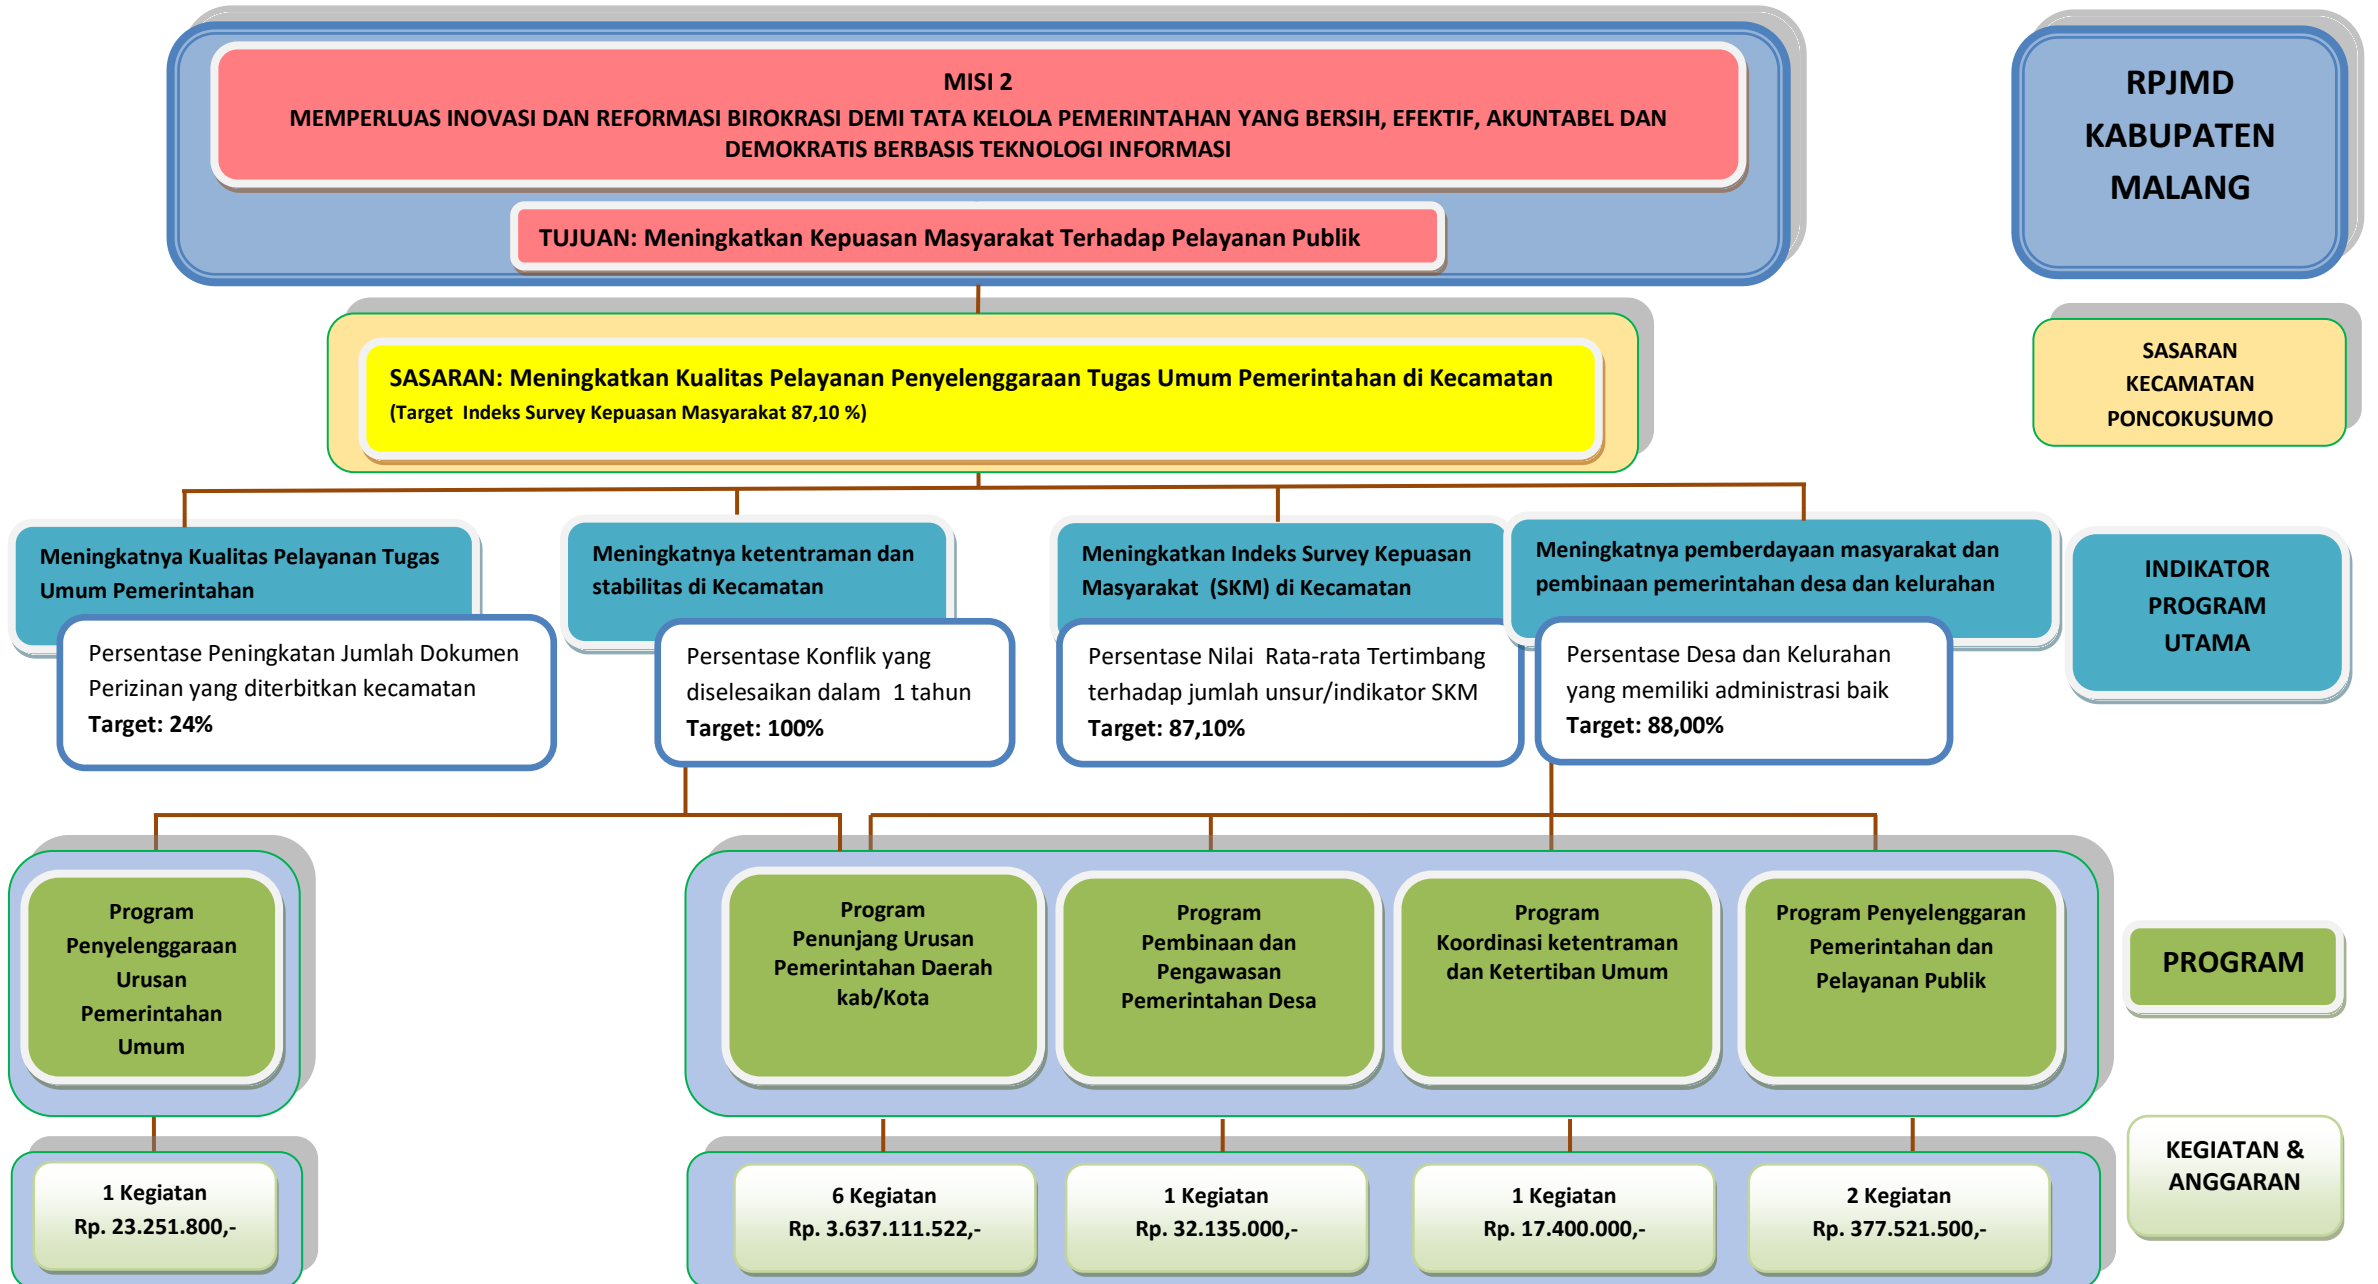 MISI 2
MEMPERLUAS INOVASI DAN REFORMASI BIROKRASI DEMI TATA KELOLA PEMERINTAHAN YANG BERSIH, EFEKTIF, AKUNTABEL DAN
DEMOKRATIS BERBASIS TEKNOLOGI INFORMASI
TUJUAN: Meningkatkan Kepuasan Masyarakat Terhadap Pelayanan Publik
RPJMD
KABUPATEN
MALANG
SASARAN: Meningkatkan Kualitas Pelayanan Penyelenggaraan Tugas Umum Pemerintahan di Kecamatan
(Target Indeks Survey Kepuasan Masyarakat 87,10 %)
SASARAN
KECAMATAN
PONCOKUSUMO
Meningkatnya Kualitas Pelayanan Tugas
Umum Pemerintahan
Persentase Peningkatan Jumlah Dokumen
Perizinan yang diterbitkan kecamatan
Target: 24%
Meningkatnya ketentraman dan
stabilitas di Kecamatan
Persentase Konflik yang
diselesaikan dalam 1 tahun
Target: 100%
Meningkatkan Indeks Survey Kepuasan
Masyarakat (SKM) di Kecamatan
Persentase Nilai Rata-rata Tertimbang
terhadap jumlah unsur/indikator SKM
Target: 87,10%
Meningkatnya pemberdayaan masyarakat dan
pembinaan pemerintahan desa dan kelurahan
Persentase Desa dan Kelurahan
yang memiliki administrasi baik
Target: 88,00%
INDIKATOR
PROGRAM
UTAMA
Program
Penyelenggaraan
Urusan
Pemerintahan
Umum
Program
Penunjang Urusan
Pemerintahan Daerah
kab/Kota
Program
Pembinaan dan
Pengawasan
Pemerintahan Desa
Program
Koordinasi ketentraman
dan Ketertiban Umum
Program Penyelenggaran
Pemerintahan dan
Pelayanan Publik
PROGRAM
1 Kegiatan
Rp. 23.251.800,-
6 Kegiatan
Rp. 3.637.111.522,-
1 Kegiatan
Rp. 32.135.000,-
1 Kegiatan
Rp. 17.400.000,-
2 Kegiatan
Rp. 377.521.500,-
KEGIATAN &
ANGGARAN